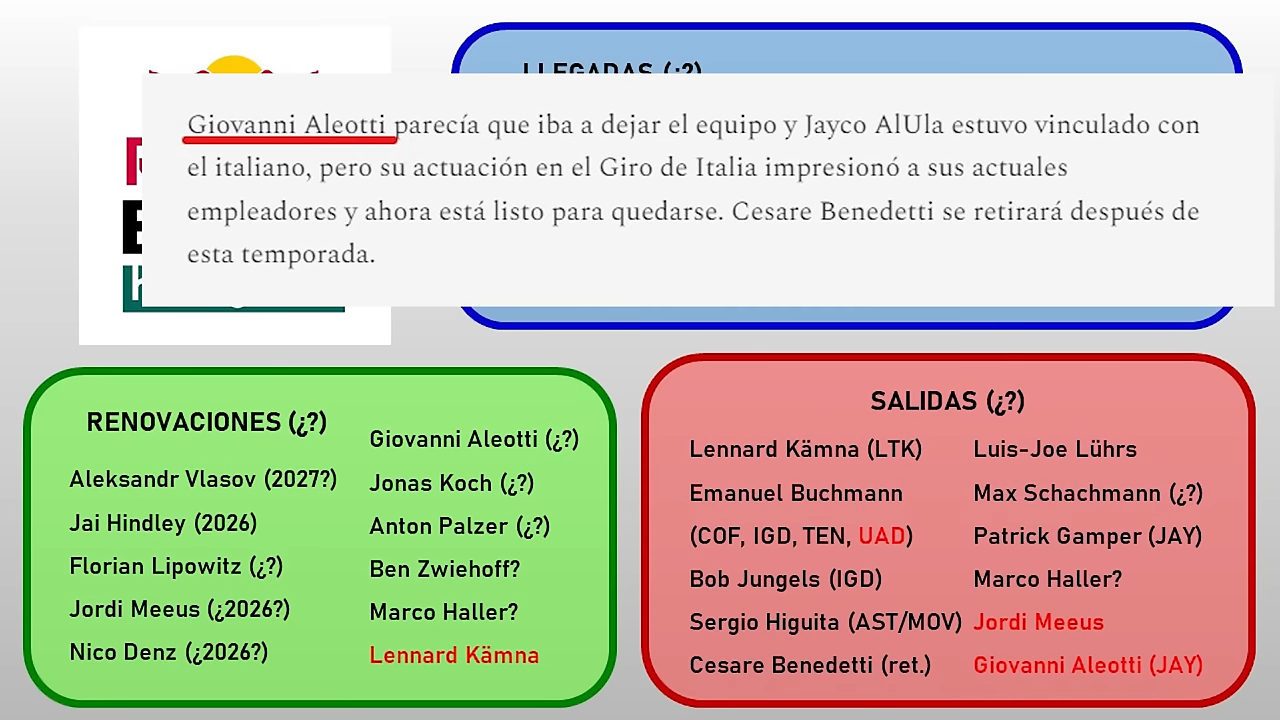 LLEGADAS (¿?)
Giovanni Aleotti parecía que iba a dejar el equipo y Jayco AlUla estuvo vinculado con
el italiano, pero su actuación en el Giro de Italia impresionó a sus actuales
empleadores y ahora está listo para quedarse. Cesare Benedetti se retirará después de
esta temporada.
RENOVACIONES (¿?)
Aleksandr Vlasov (2027?)
Jai Hindley (2026)
Florian Lipowitz (¿?)
Jordi Meeus (¿2026?)
Nico Denz (¿2026?)
Giovanni Aleotti (¿?)
Jonas Koch (¿?)
Anton Palzer (¿?)
Ben Zwiehoff?
Marco Haller?
Lennard Kämna
SALIDAS (¿?)
Lennard Kämna (LTK)
Emanuel Buchmann
(COF, IGD, TEN, UAD)
Bob Jungels (IGD)
Sergio Higuita (AST/MOV)
Cesare Benedetti (ret.)
Luis-Joe Lührs
Max Schachmann (¿?)
Patrick Gamper (JAY)
Marco Haller?
Jordi Meeus
Giovanni Aleotti (JAY)